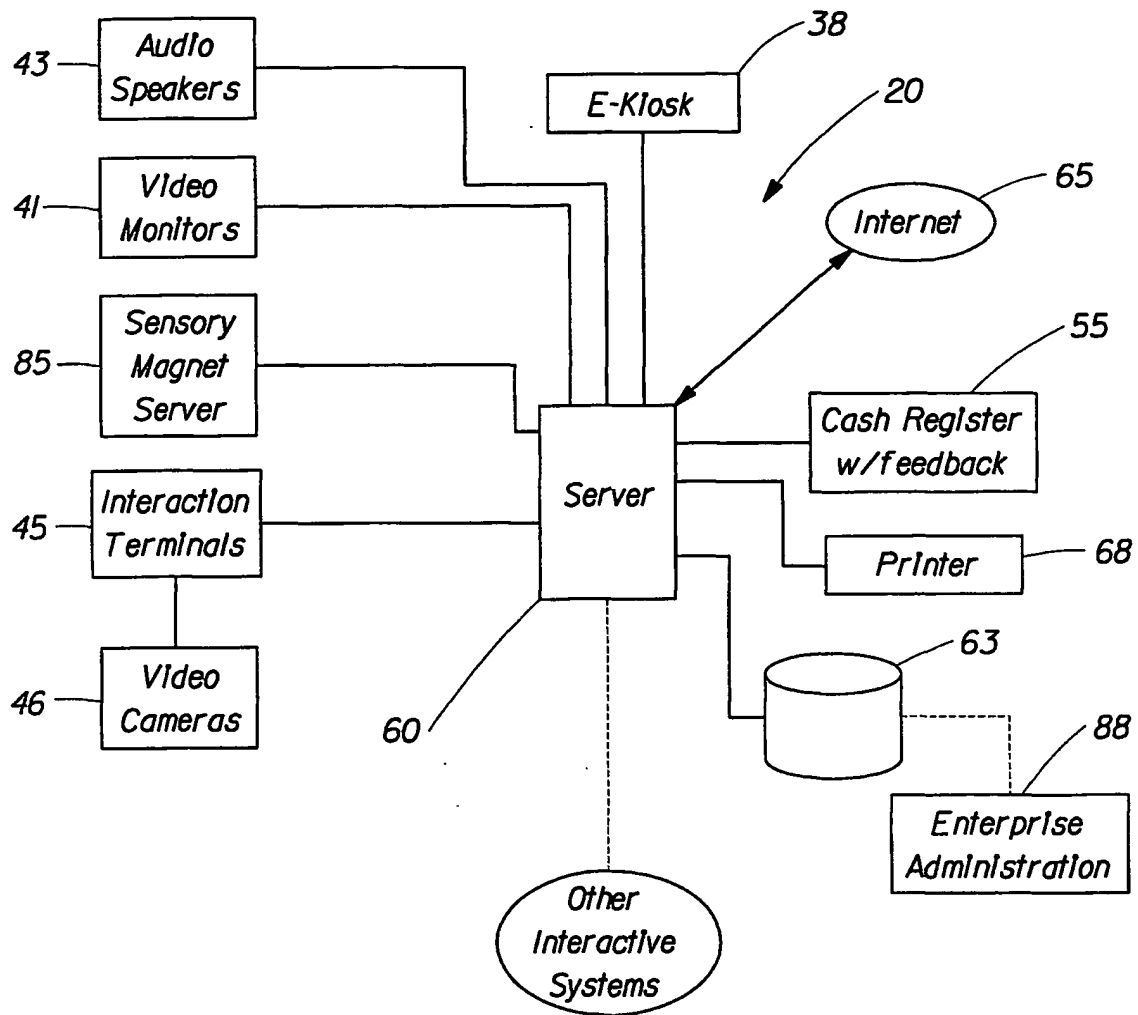 38
43
Audio
Speakers
E-Kiosk
20
41
Video
Monitors
65
Internet
85
Sensory
Magnet
Server
55
Cash Register
w/feedback
45
Interaction
Terminals
Server
Printer
68
46
Video
Cameras
60
63
88
Enterprise
Administration
Other
Interactive
Systems